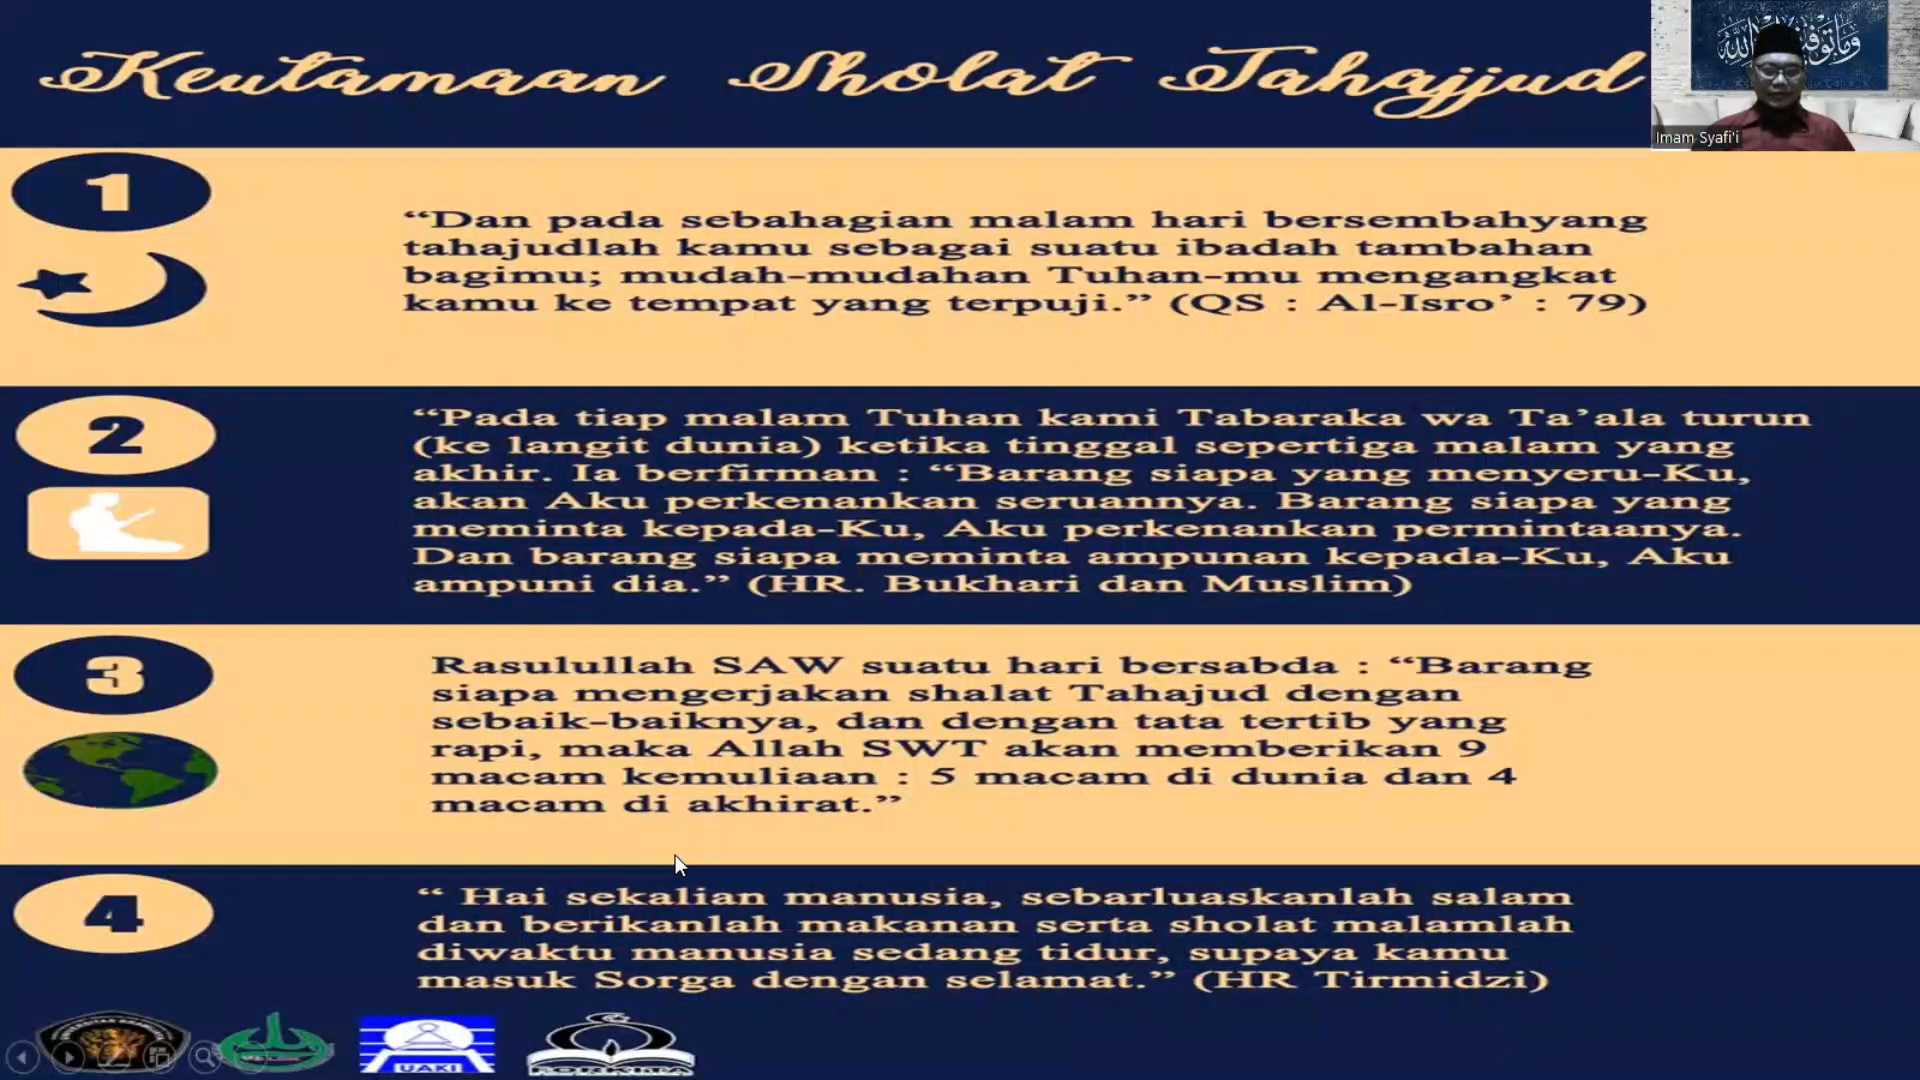 Keutamaan Sholat Tahajjud
Imam Syafi'i
1
“Dan pada sebahagian malam hari bersembahyang
tahajudlah kamu sebagai suatu ibadah tambahan
bagimu; mudah-mudahan Tuhan-mu mengangkat
kamu ke tempat yang terpuji.” (QS : Al-Isro’ : 79)
2
“Pada tiap malam Tuhan kami Tabaraka wa Ta’ala turun
(ke langit dunia) ketika tinggal sepertiga malam yang
akhir. Ia berfirman : “Barang siapa yang menyeru-Ku,
akan Aku perkenankan seruannya. Barang siapa yang
meminta kepada-Ku, Aku perkenankan permintaanya.
Dan barang siapa meminta ampunan kepada-Ku, Aku
ampuni dia.” (HR. Bukhari dan Muslim)
3
Rasulullah SAW suatu hari bersabda : “Barang
siapa mengerjakan shalat Tahajud dengan
sebaik-baiknya, dan dengan tata tertib yang
rapi, maka Allah SWT akan memberikan 9
macam kemuliaan : 5 macam di dunia dan 4
macam di akhirat.”
4
“ Hai sekalian manusia, sebarluaskanlah salam
dan berikanlah makanan serta sholat malamlah
diwaktu manusia sedang tidur, supaya kamu
masuk Sorga dengan selamat.” (HR Tirmidzi)
UAKI